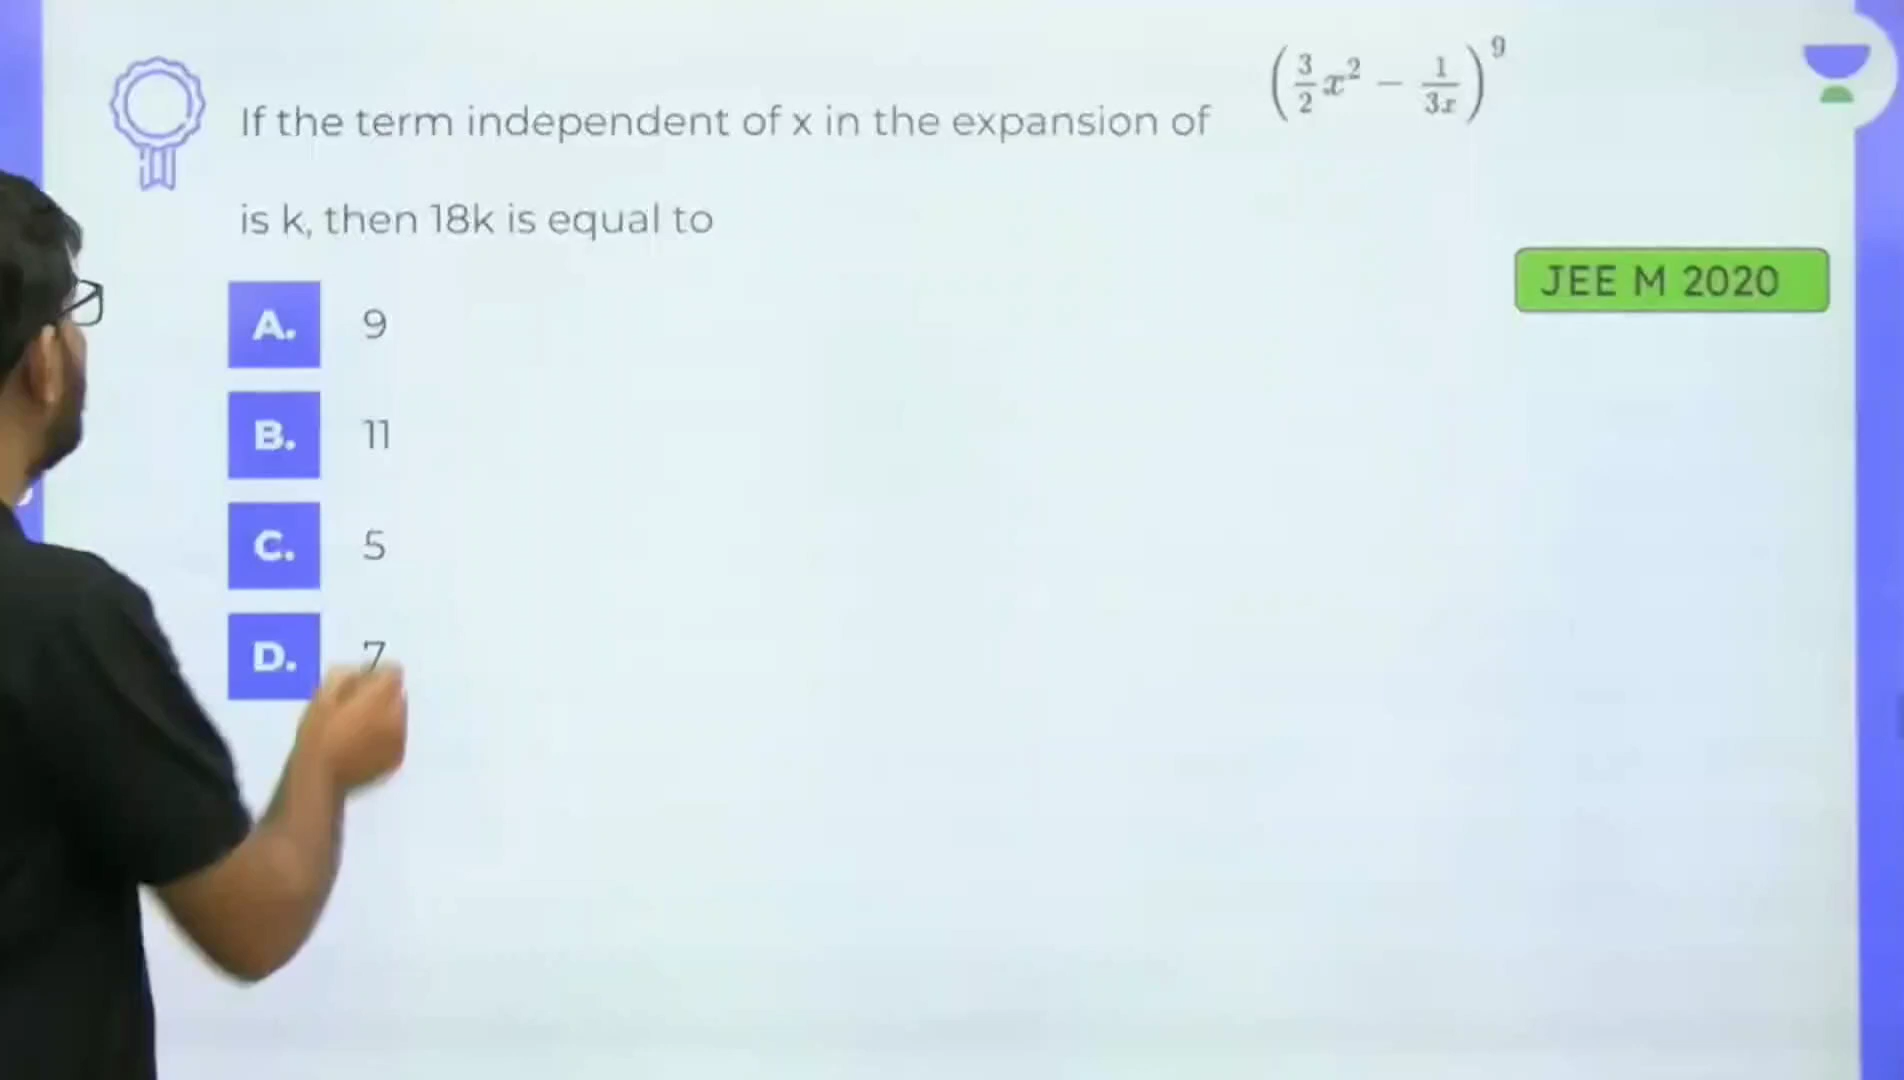 If the term independent of x in the expansion of (3/2 x² − 1/3x)⁹
is k, then 18k is equal to
JEE M 2020
A. 9
B. 11
C. 5
D. 7